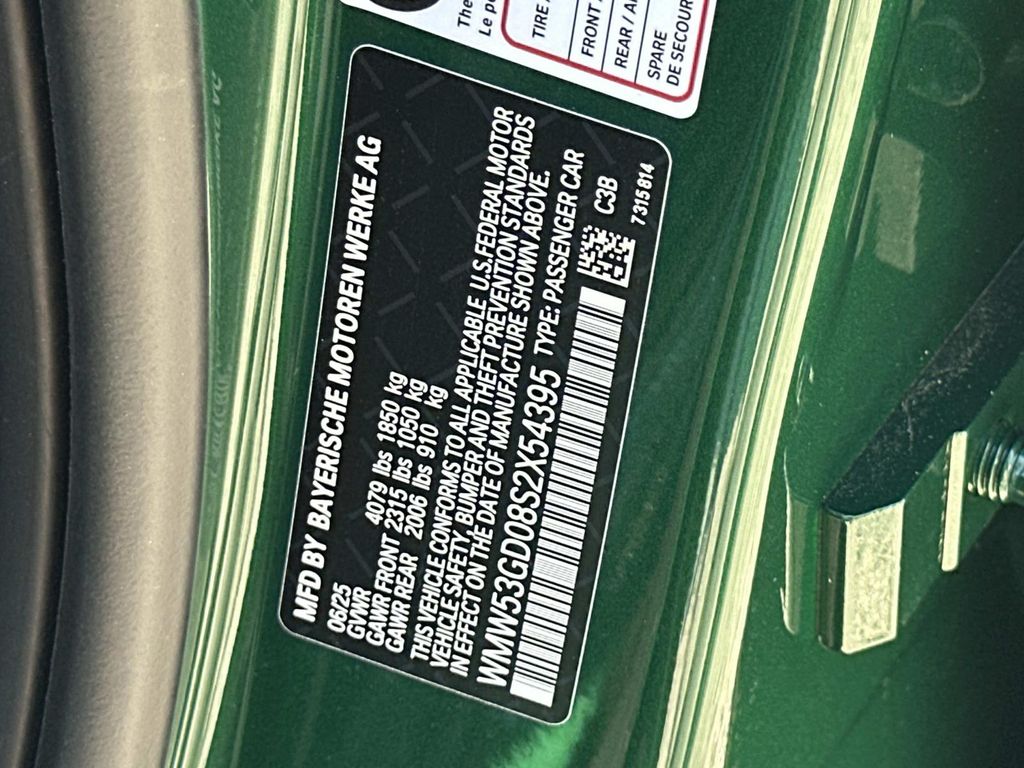 The
Le p
TIRE /
FRONT
REAR / A
SPARE
DE SECOUR
MFD BY BAYERISCHE MOTOREN WERKE AG
06/25
GVWR 4079 lbs 1850 kg
GAWR FRONT 2315 lbs 1050 kg
GAWR REAR 2006 lbs 910 kg
THIS VEHICLE CONFORMS TO ALL APPLICABLE U.S. FEDERAL MOTOR
VEHICLE SAFETY, BUMPER AND THEFT PREVENTION STANDARDS
IN EFFECT ON THE DATE OF MANUFACTURE SHOWN ABOVE.
WMW53GD08S2X54395 TYPE: PASSENGER CAR
C3B
7315814